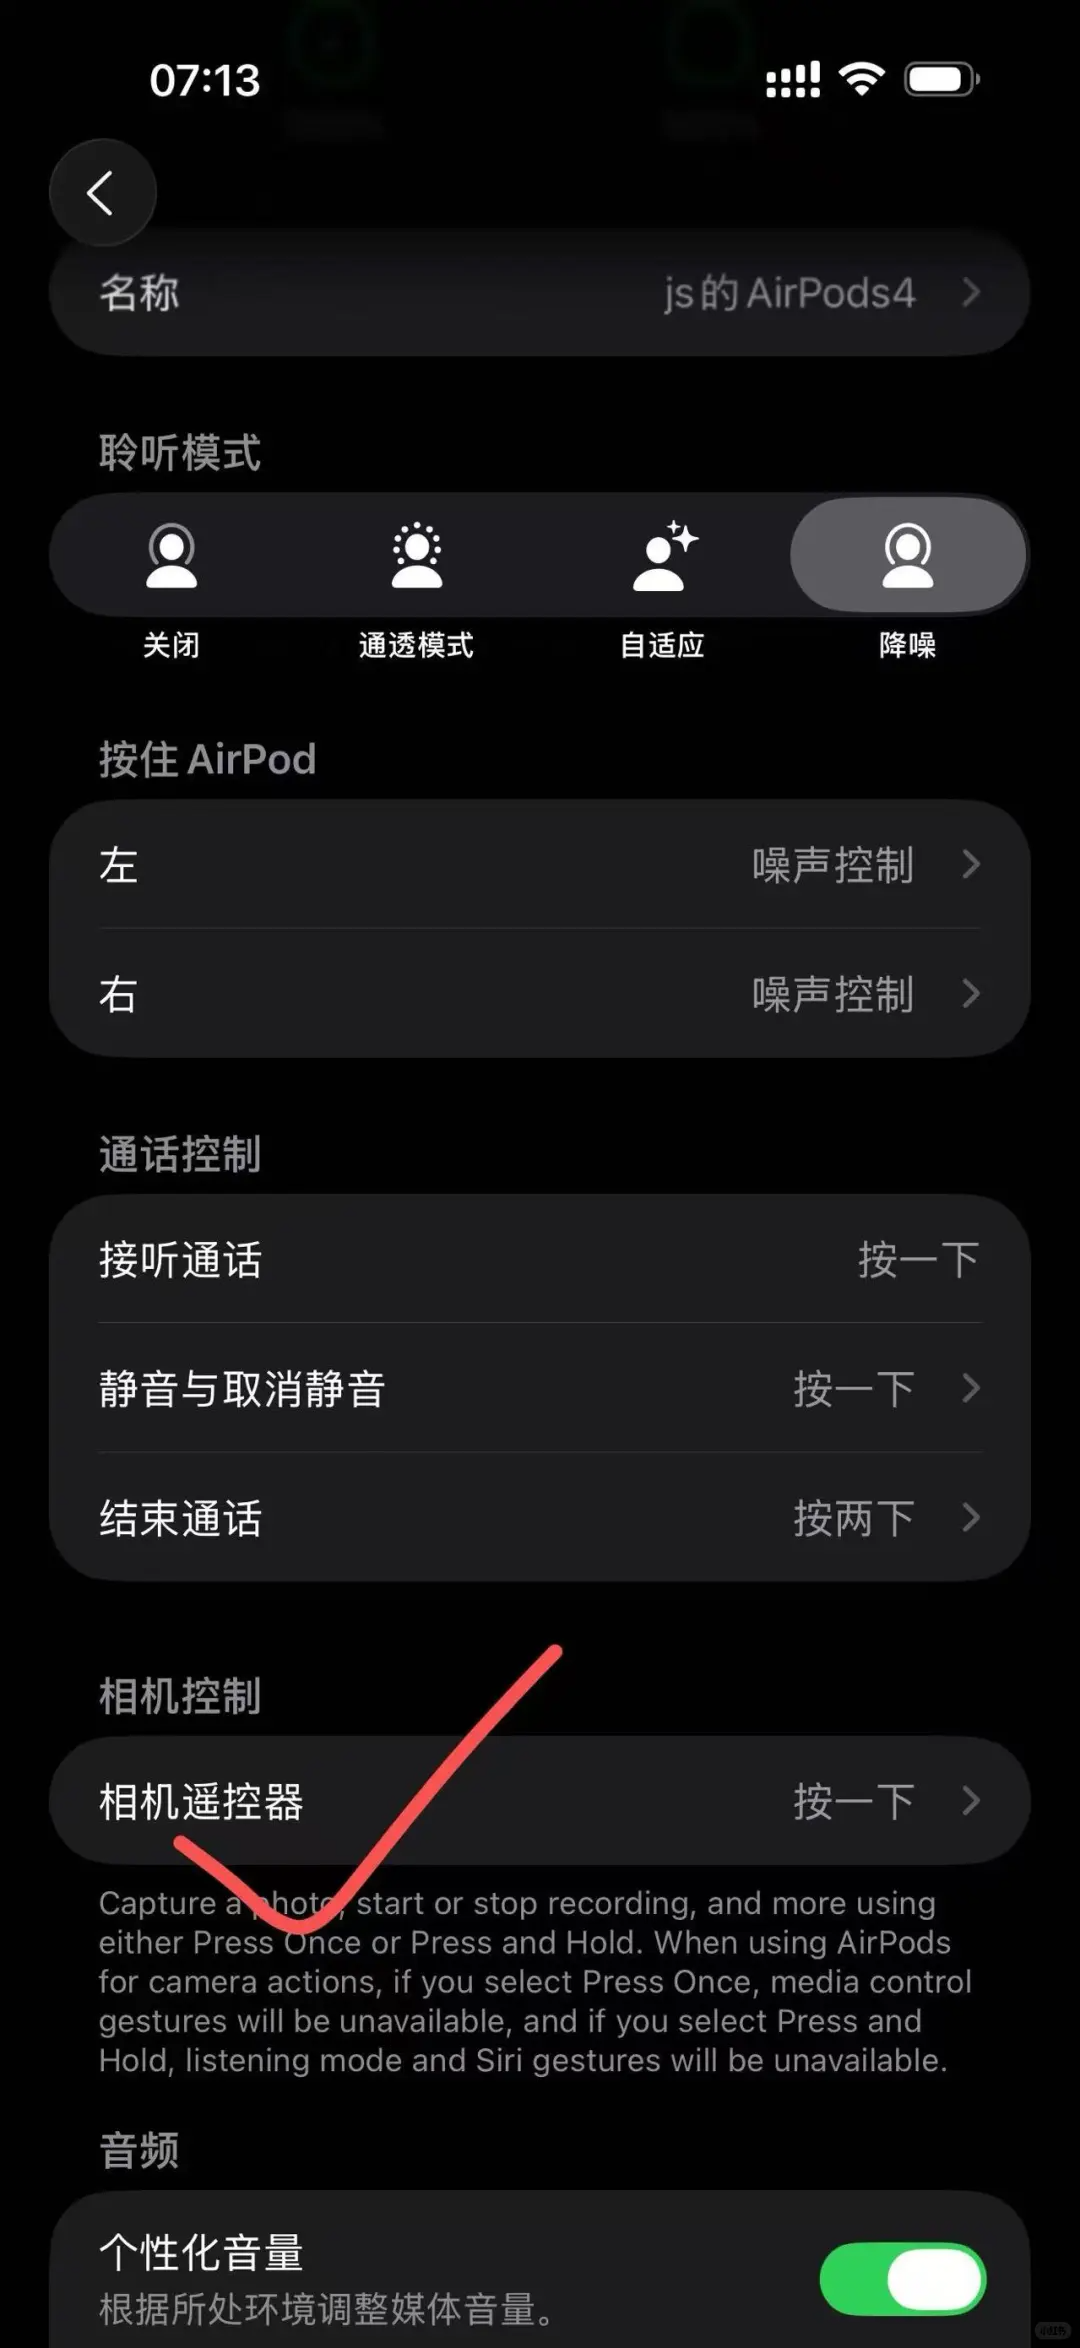 07:13
名称
js的AirPods4
聆听模式
关闭
通透模式
自适应
降噪
按住 AirPod
左
噪声控制
右
噪声控制
通话控制
接听通话
按一下
静音与取消静音
按一下
结束通话
按两下
相机控制
相机遥控器
按一下
Capture a photo, start or stop recording, and more using
either Press Once or Press and Hold. When using AirPods
for camera actions, if you select Press Once, media control
gestures will be unavailable, and if you select Press and
Hold, listening mode and Siri gestures will be unavailable.
音频
个性化音量
根据所处环境调整媒体音量。
小红书